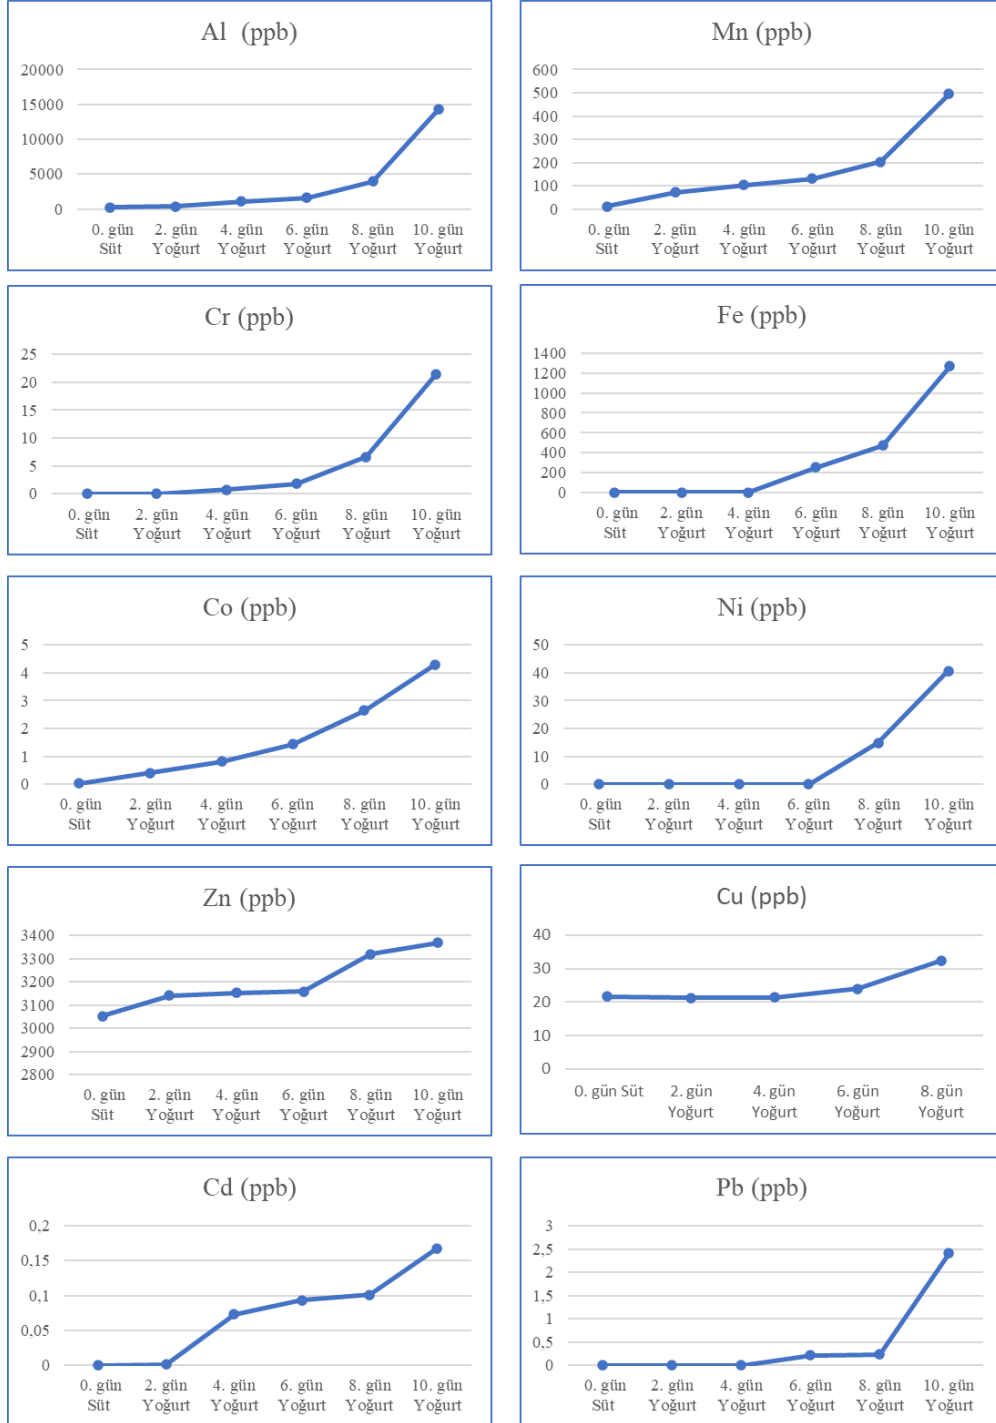 Al (ppb)
20000
15000
10000
5000
0
0. gün 2. gün 4. gün 6. gün 8. gün 10. gün
Süt Yoğurt Yoğurt Yoğurt Yoğurt Yoğurt
Mn (ppb)
600
500
400
300
200
100
0
0. gün 2. gün 4. gün 6. gün 8. gün 10. gün
Süt Yoğurt Yoğurt Yoğurt Yoğurt Yoğurt
Cr (ppb)
25
20
15
10
5
0
0. gün 2. gün 4. gün 6. gün 8. gün 10. gün
Süt Yoğurt Yoğurt Yoğurt Yoğurt Yoğurt
Fe (ppb)
1400
1200
1000
800
600
400
200
0
0. gün 2. gün 4. gün 6. gün 8. gün 10. gün
Süt Yoğurt Yoğurt Yoğurt Yoğurt Yoğurt
Co (ppb)
5
4
3
2
1
0
0. gün 2. gün 4. gün 6. gün 8. gün 10. gün
Süt Yoğurt Yoğurt Yoğurt Yoğurt Yoğurt
Ni (ppb)
50
40
30
20
10
0
0. gün 2. gün 4. gün 6. gün 8. gün 10. gün
Süt Yoğurt Yoğurt Yoğurt Yoğurt Yoğurt
Zn (ppb)
3400
3300
3200
3100
3000
2900
2800
0. gün 2. gün 4. gün 6. gün 8. gün 10. gün
Süt Yoğurt Yoğurt Yoğurt Yoğurt Yoğurt
Cu (ppb)
40
30
20
10
0
0. gün Süt 2. gün 4. gün 6. gün 8. gün
Yoğurt Yoğurt Yoğurt Yoğurt
Cd (ppb)
0,2
0,15
0,1
0,05
0
0. gün 2. gün 4. gün 6. gün 8. gün 10. gün
Süt Yoğurt Yoğurt Yoğurt Yoğurt Yoğurt
Pb (ppb)
3
2,5
2
1,5
1
0,5
0
0. gün 2. gün 4. gün 6. gün 8. gün 10. gün
Süt Yoğurt Yoğurt Yoğurt Yoğurt Yoğurt